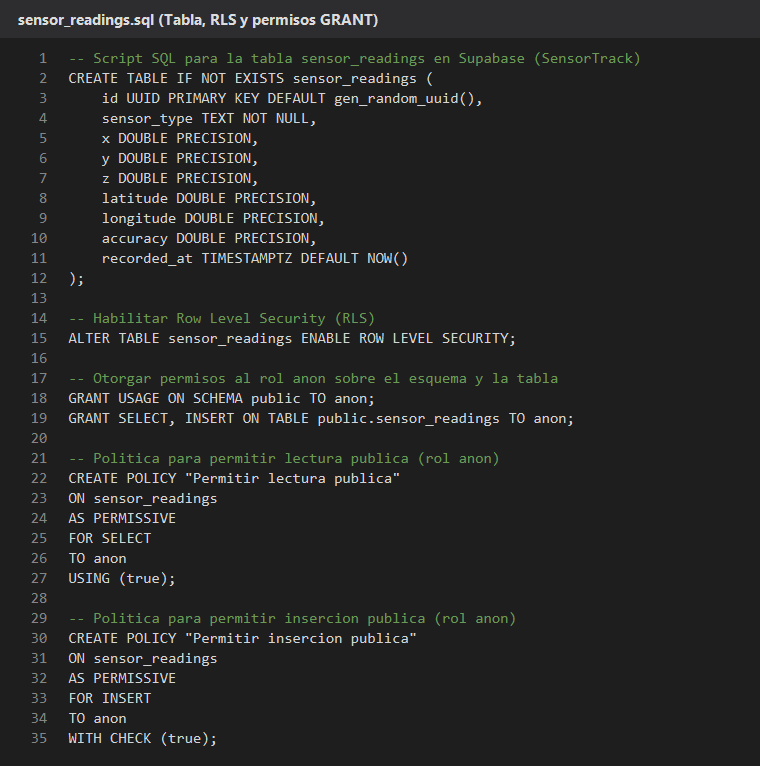 sensor_readings.sql (Tabla, RLS y permisos GRANT)
1 -- Script SQL para la tabla sensor_readings en Supabase (SensorTrack)
2 CREATE TABLE IF NOT EXISTS sensor_readings (
3     id UUID PRIMARY KEY DEFAULT gen_random_uuid(),
4     sensor_type TEXT NOT NULL,
5     x DOUBLE PRECISION,
6     y DOUBLE PRECISION,
7     z DOUBLE PRECISION,
8     latitude DOUBLE PRECISION,
9     longitude DOUBLE PRECISION,
10     accuracy DOUBLE PRECISION,
11     recorded_at TIMESTAMPTZ DEFAULT NOW()
12 );
13
14 -- Habilitar Row Level Security (RLS)
15 ALTER TABLE sensor_readings ENABLE ROW LEVEL SECURITY;
16
17 -- Otorgar permisos al rol anon sobre el esquema y la tabla
18 GRANT USAGE ON SCHEMA public TO anon;
19 GRANT SELECT, INSERT ON TABLE public.sensor_readings TO anon;
20
21 -- Politica para permitir lectura publica (rol anon)
22 CREATE POLICY "Permitir lectura publica"
23 ON sensor_readings
24 AS PERMISSIVE
25 FOR SELECT
26 TO anon
27 USING (true);
28
29 -- Politica para permitir insercion publica (rol anon)
30 CREATE POLICY "Permitir insercion publica"
31 ON sensor_readings
32 AS PERMISSIVE
33 FOR INSERT
34 TO anon
35 WITH CHECK (true);